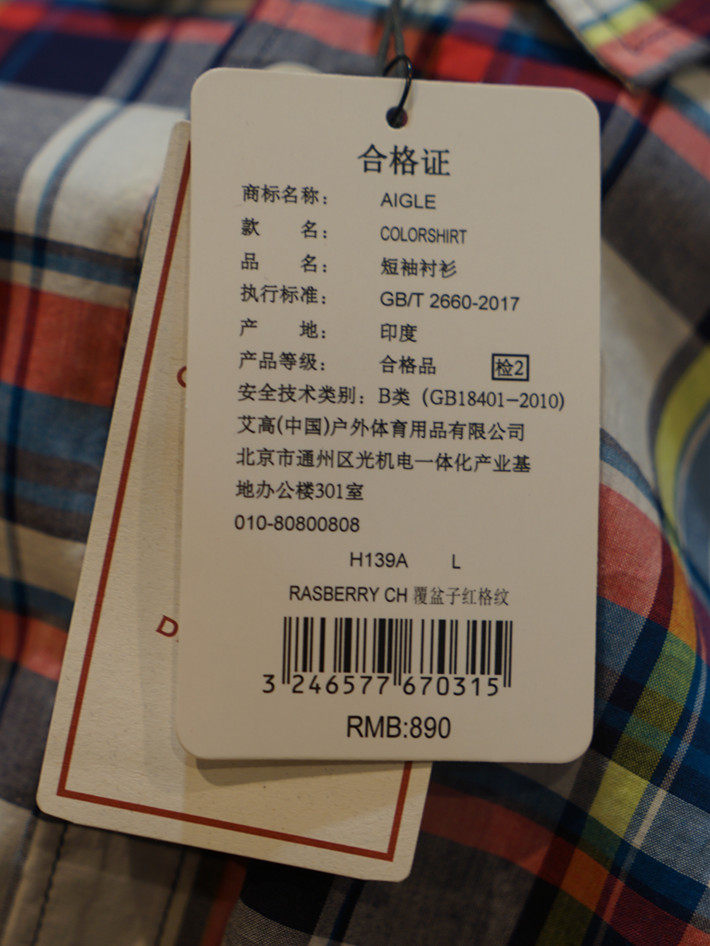 合格证
商标名称： AIGLE
款 名： COLORSHIRT
品 名： 短袖衬衫
执行标准： GB/T 2660-2017
产 地： 印度
产品等级： 合格品 检2
安全技术类别：B类（GB18401-2010）
艾高(中国)户外体育用品有限公司
北京市通州区光机电一体化产业基
地办公楼301室
010-80800808
H139A L
RASBERRY CH 覆盆子红格纹
3 246577 670315
RMB:890